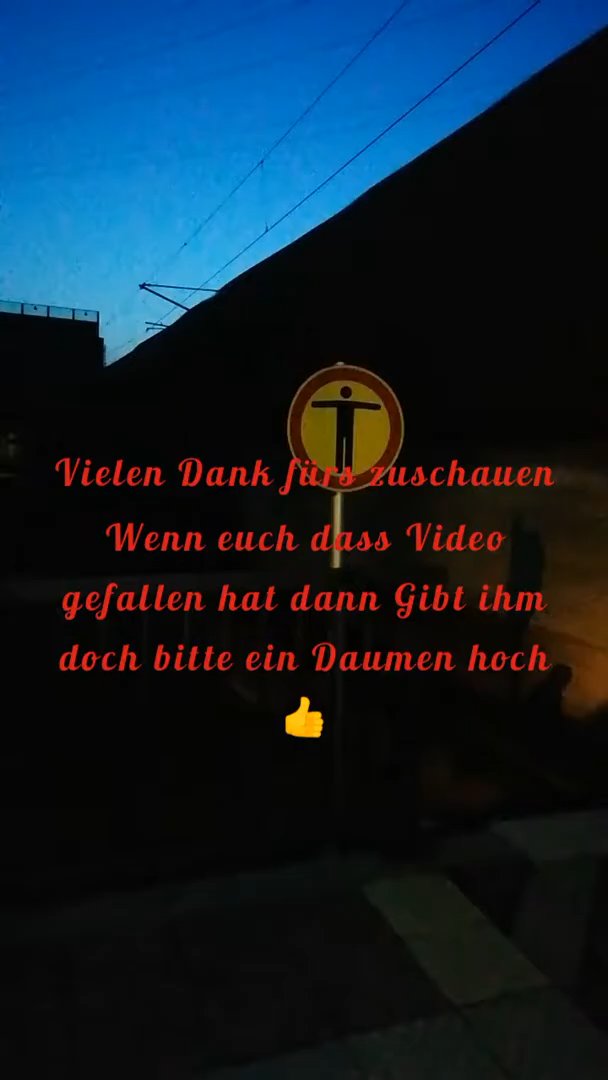 Vielen Dank fürs zuschauen
Wenn euch dass Video
gefallen hat dann Gibt ihm
doch bitte ein Daumen hoch
👍